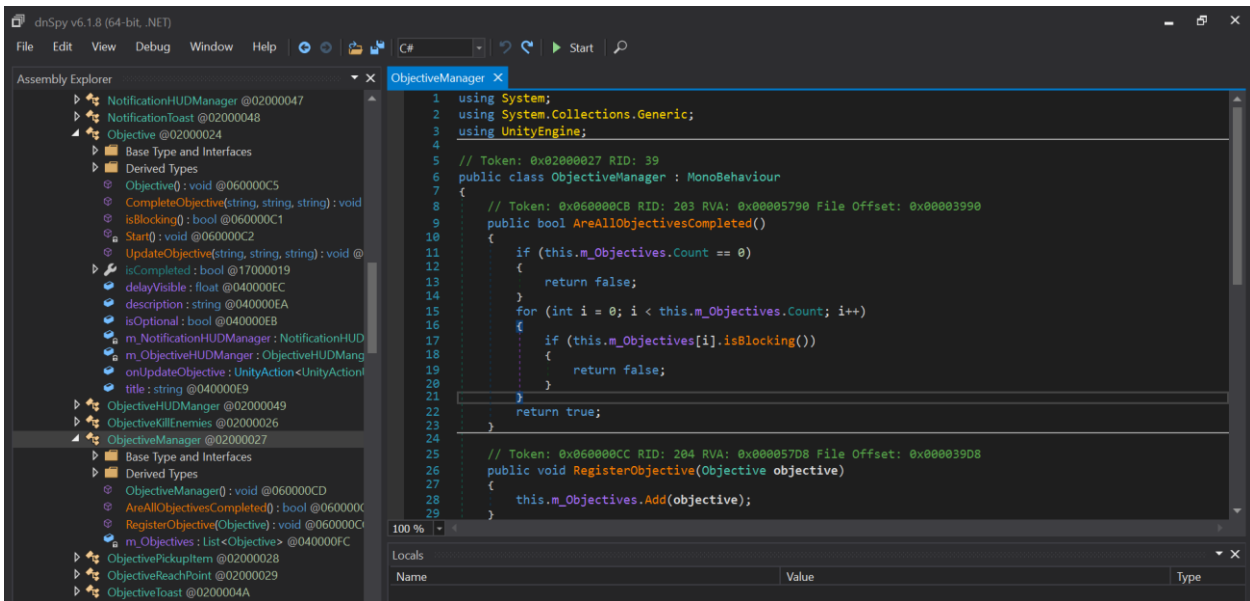 dnSpy v6.1.8 (64-bit, .NET)
File Edit View Debug Window Help C# Start
Assembly Explorer
NotificationHUDManager @02000047
NotificationToast @02000048
Objective @02000024
Base Type and Interfaces
Derived Types
Objective() : void @060000C5
CompleteObjective(string, string, string) : void
isBlocking() : bool @060000C1
Start() : void @060000C2
UpdateObjective(string, string, string) : void @
isCompleted : bool @17000019
delayVisible : float @040000EC
description : string @040000EA
isOptional : bool @040000EB
m_NotificationHUDManager : NotificationHUD
m_ObjectiveHUDManger : ObjectiveHUDMang
onUpdateObjective : UnityAction<UnityAction
title : string @040000E9
ObjectiveHUDManger @02000049
ObjectiveKillEnemies @02000026
ObjectiveManager @02000027
Base Type and Interfaces
Derived Types
ObjectiveManager() : void @060000CD
AreAllObjectivesCompleted() : bool @060000C
RegisterObjective(Objective) : void @060000C
m_Objectives : List<Objective> @040000FC
ObjectivePickupItem @02000028
ObjectiveReachPoint @02000029
ObjectiveToast @0200004A
ObjectiveManager
1 using System;
2 using System.Collections.Generic;
3 using UnityEngine;
4
5 // Token: 0x02000027 RID: 39
6 public class ObjectiveManager : MonoBehaviour
7 {
8 // Token: 0x060000CB RID: 203 RVA: 0x00005790 File Offset: 0x00003990
9 public bool AreAllObjectivesCompleted()
10 {
11 if (this.m_Objectives.Count == 0)
12 {
13 return false;
14 }
15 for (int i = 0; i < this.m_Objectives.Count; i++)
16 {
17 if (this.m_Objectives[i].isBlocking())
18 {
19 return false;
20 }
21 }
22 return true;
23 }
24
25 // Token: 0x060000CC RID: 204 RVA: 0x000057D8 File Offset: 0x000039D8
26 public void RegisterObjective(Objective objective)
27 {
28 this.m_Objectives.Add(objective);
29 }
100 %
Locals
Name Value Type